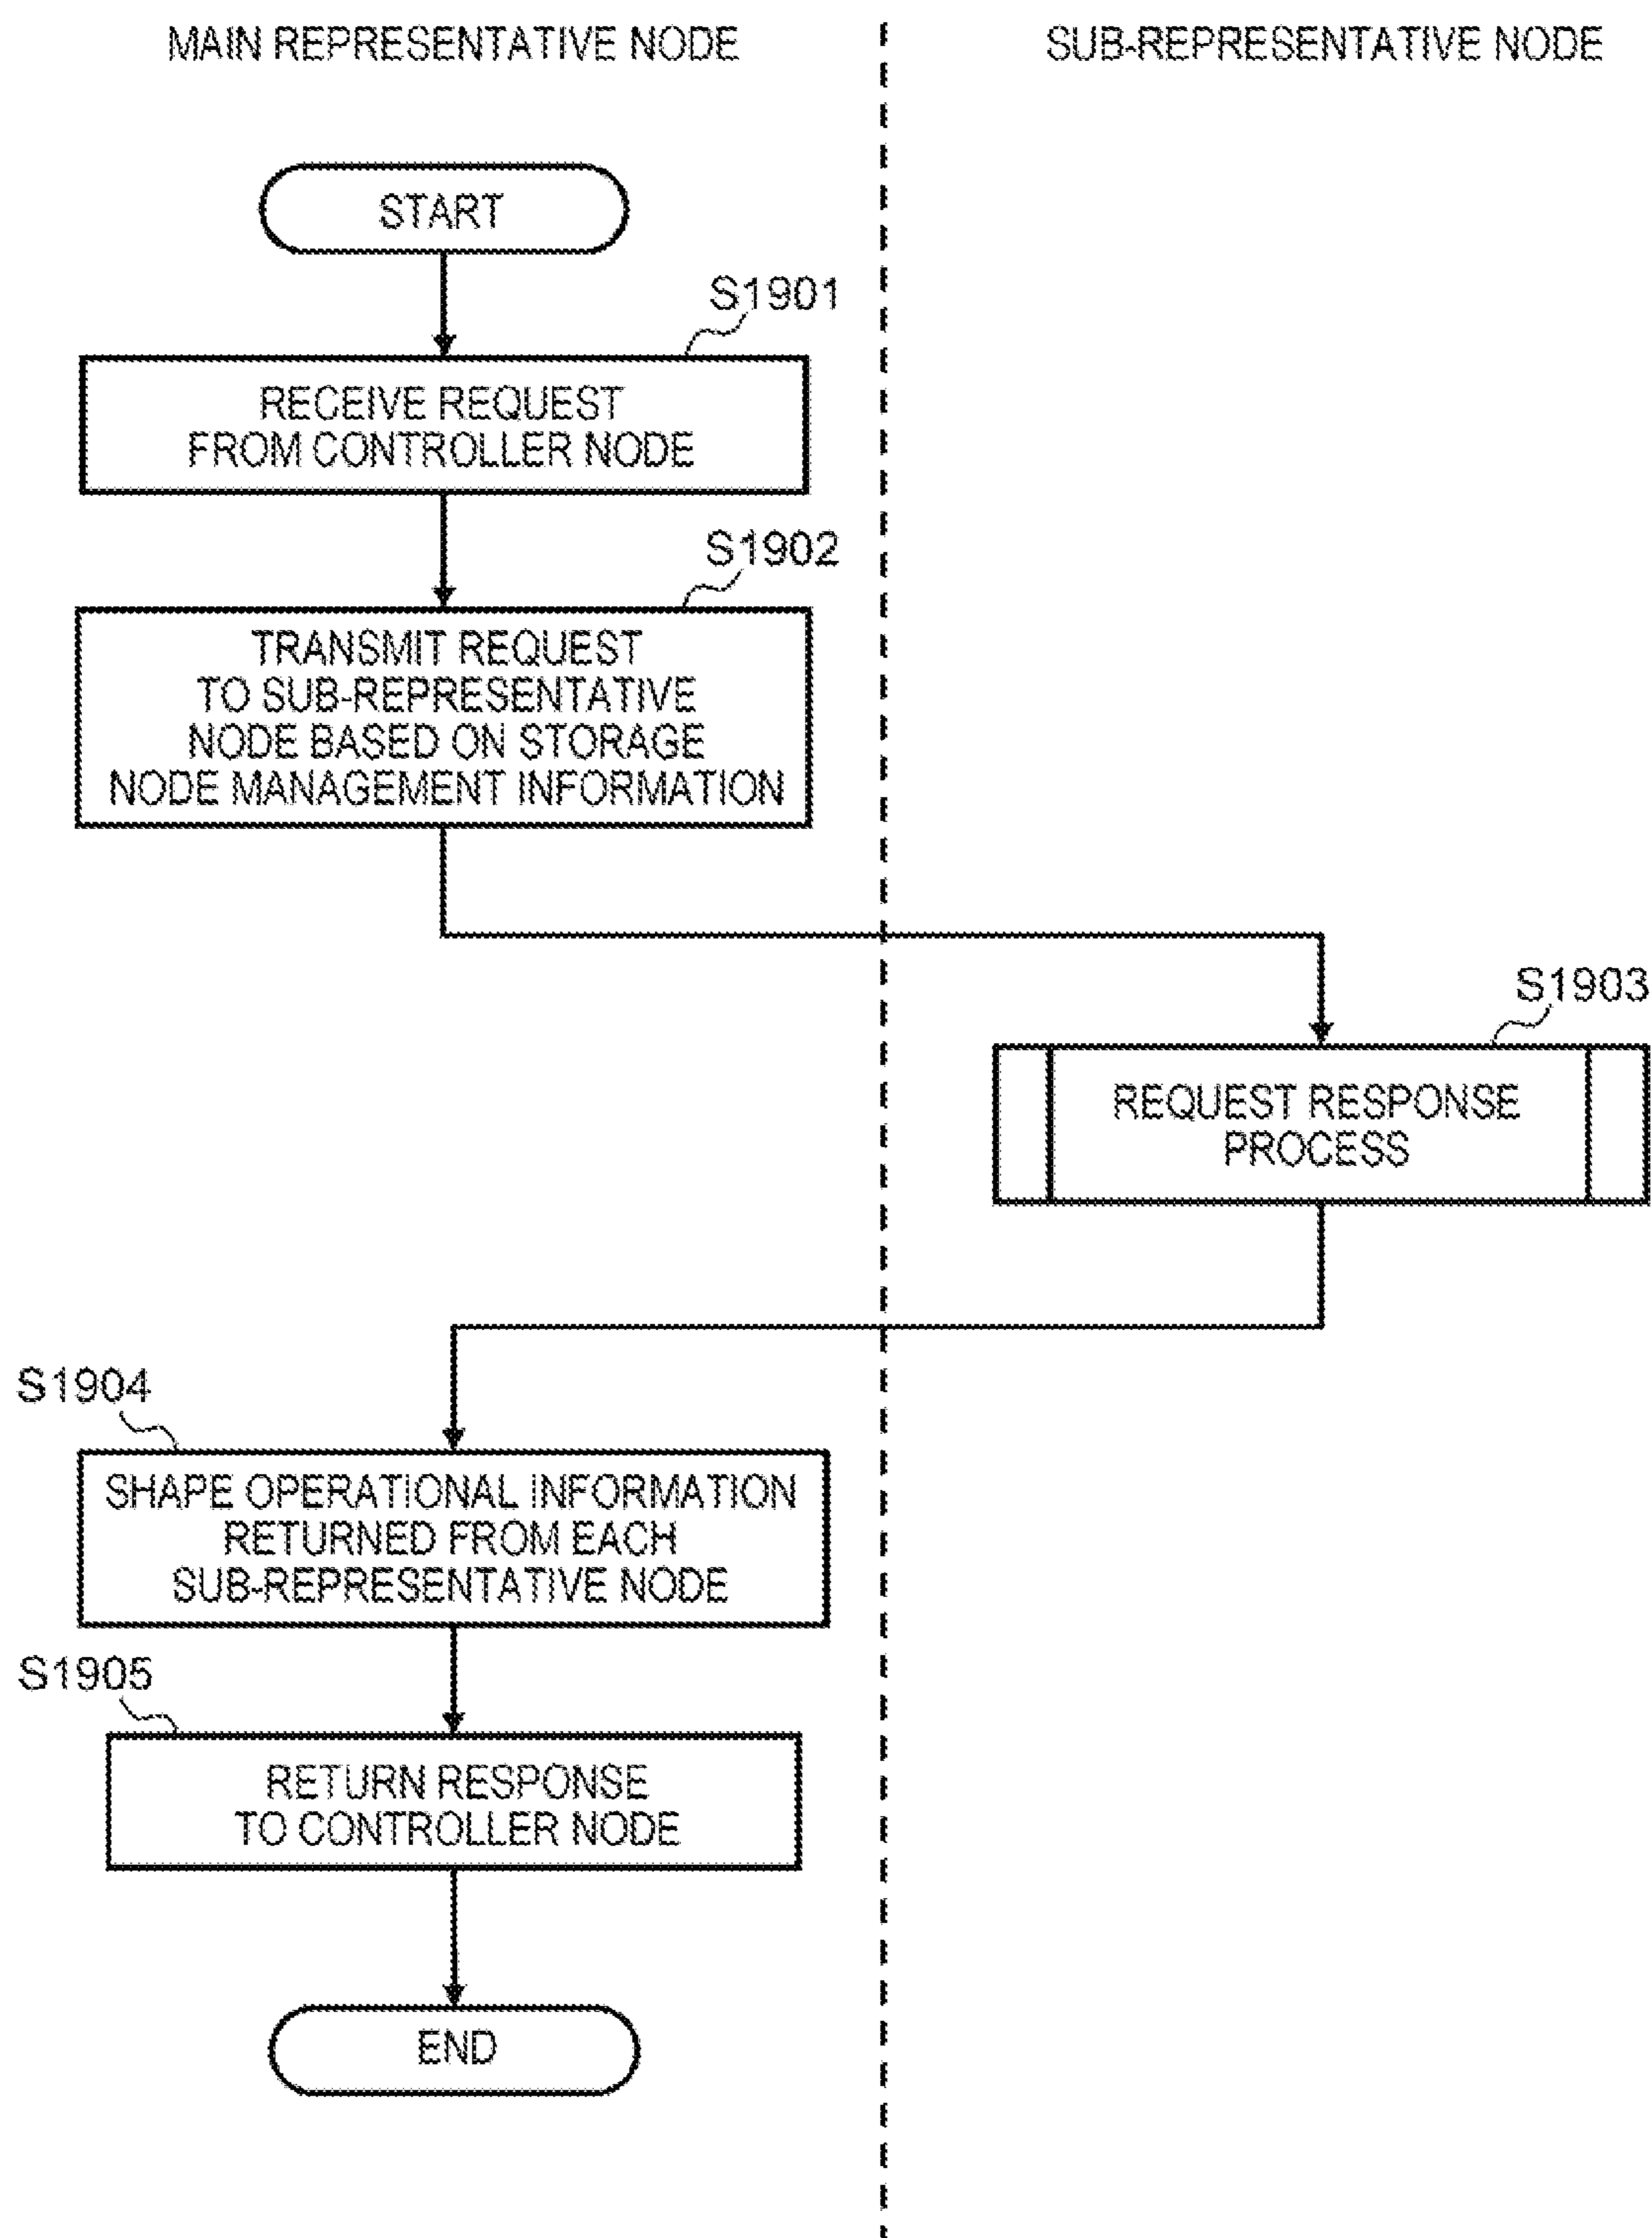 MAIN REPRESENTATIVE NODE
SUB-REPRESENTATIVE NODE
START
S1901
RECEIVE REQUEST
FROM CONTROLLER NODE
S1902
TRANSMIT REQUEST
TO SUB-REPRESENTATIVE
NODE BASED ON STORAGE
NODE MANAGEMENT INFORMATION
S1903
REQUEST RESPONSE
PROCESS
S1904
SHAPE OPERATIONAL INFORMATION
RETURNED FROM EACH
SUB-REPRESENTATIVE NODE
S1905
RETURN RESPONSE
TO CONTROLLER NODE
END